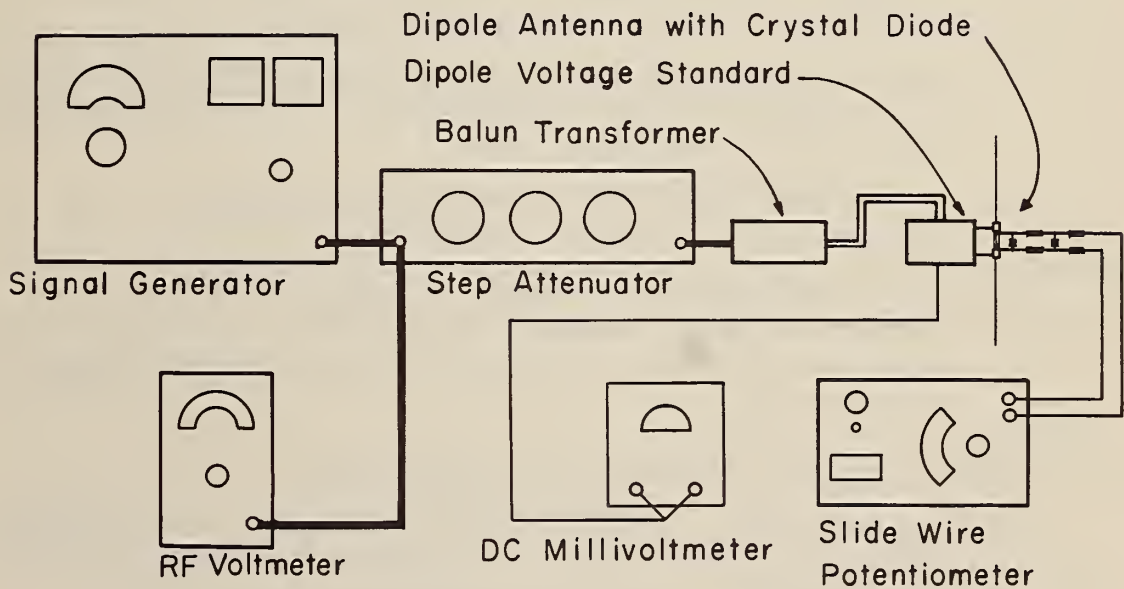 Dipole Antenna with Crystal Diode
Dipole Voltage Standard
Balun Transformer
Signal Generator
Step Attenuator
RF Voltmeter
DC Millivoltmeter
Slide Wire
Potentiometer